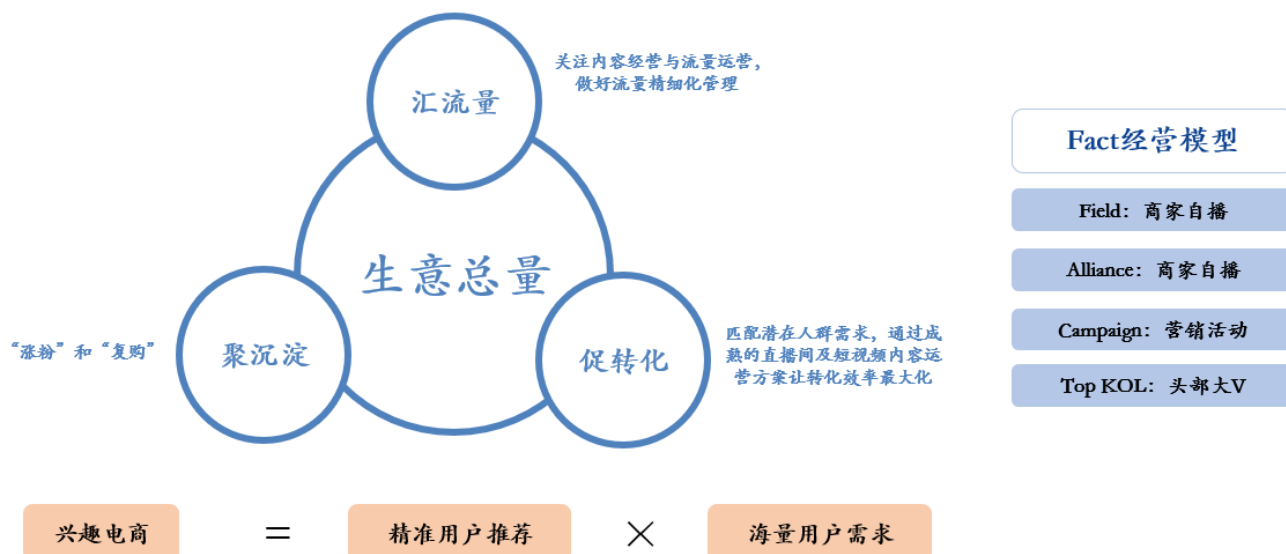 汇流量
关注内容经营与流量运营，
做好流量精细化管理
生意总量
聚沉淀
“涨粉”和“复购”
促转化
匹配潜在人群需求，通过成
熟的直播间及短视频内容运
营方案让转化效率最大化
Fact经营模型
Field：商家自播
Alliance：商家自播
Campaign：营销活动
Top KOL：头部大V
兴趣电商 = 精准用户推荐 × 海量用户需求